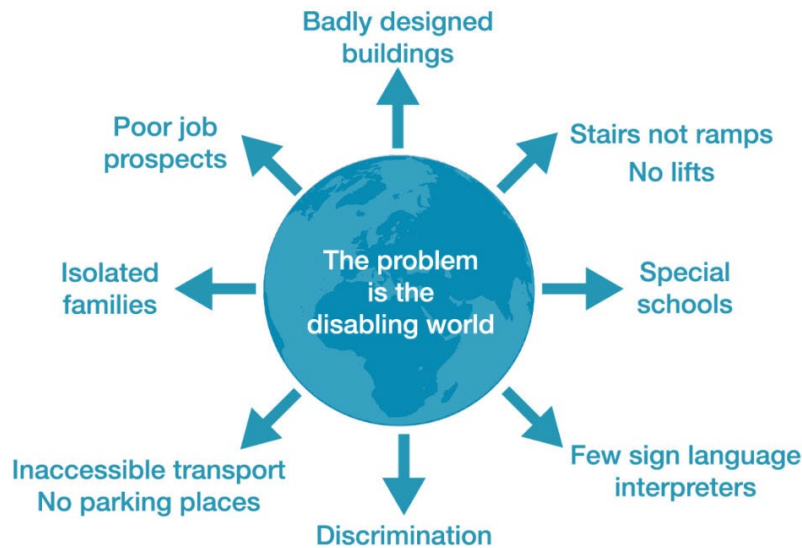 Badly designed
buildings
Stairs not ramps
No lifts
Special
schools
Few sign language
interpreters
Discrimination
Inaccessible transport
No parking places
Isolated
families
Poor job
prospects
The problem
is the
disabling world